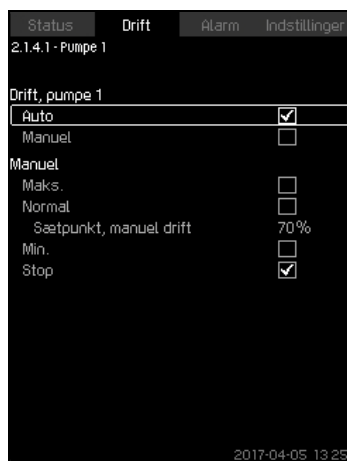 Status Drift Alarm Indstillinger
2.1.4.1 - Pumpe 1
Drift, pumpe 1
Auto
Manuel
Manuel
Maks.
Normal
Sætpunkt, manuel drift 70%
Min.
Stop
2017-04-05 13:25